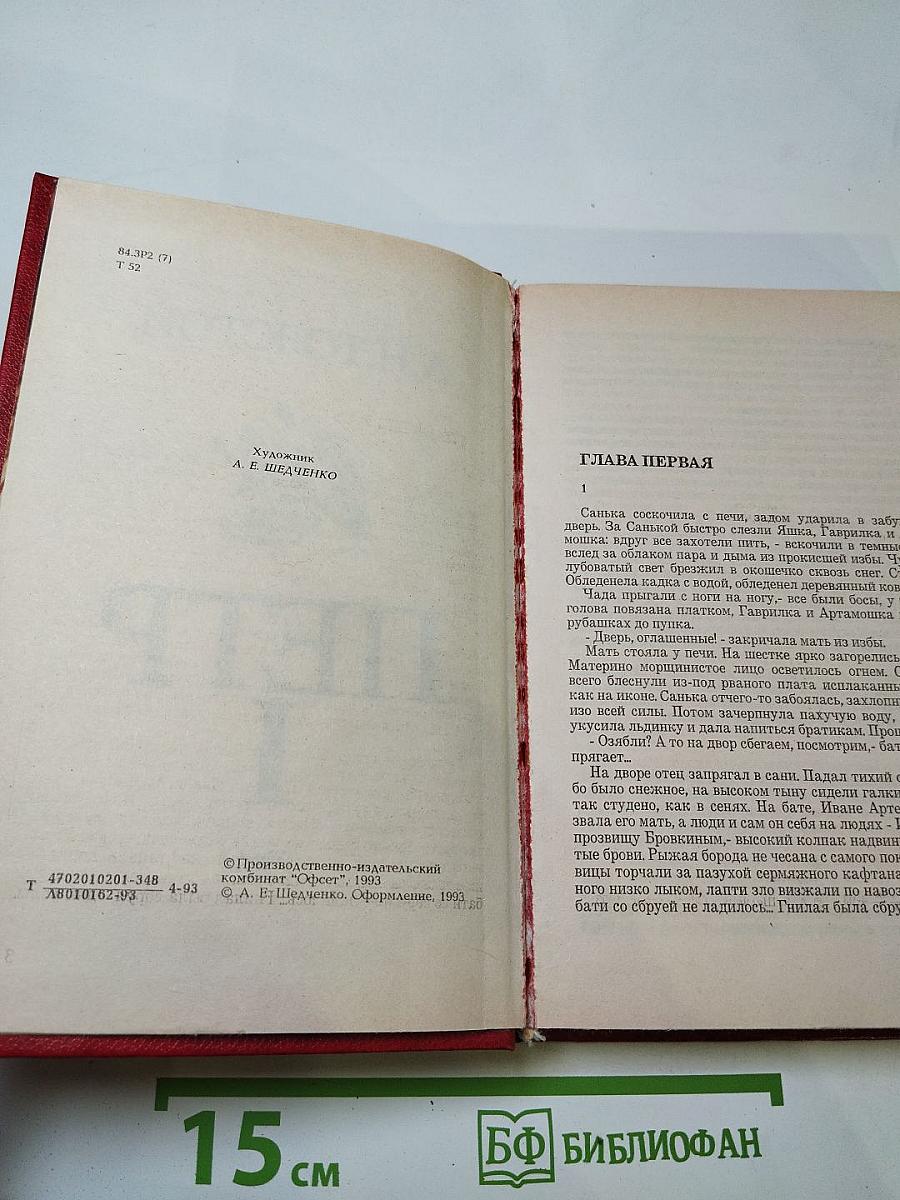 84.3Р2 (7)
Т 52
Художник
А. Е. ШЕДЧЕНКО
Т 4702010201-348 4-93
Л8010162-93
© Производственно-издательский
комбинат "Офсет", 1993
© А. Е. Шедченко. Оформление, 1993
ГЛАВА ПЕРВАЯ
1
Санька соскочила с печи, задом ударила в забу
дверь. За Санькой быстро слезли Яшка, Гаврилка и
мошка: вдруг все захотели пить, - вскочили в темные
вслед за облаком пара и дыма из прокисшей избы. Чу
лубоватый свет брезжил в окошечко сквозь снег. С
Обледенела кадка с водой, обледенел деревянный ков
Чада прыгали с ноги на ногу,- все были босы, у
голова повязана платком, Гаврилка и Артамошка
рубашках до пупка.
- Дверь, оглашенные! - закричала мать из избы.
Мать стояла у печи. На шестке ярко загорелись
Материно морщинистое лицо осветилось огнем. С
всего блеснули из-под рваного плата исплаканны
как на иконе. Санька отчего-то забоялась, захлопн
изо всей силы. Потом зачерпнула пахучую воду,
укусила льдинку и дала напиться братикам. Прош
- Озябли? А то на двор сбегаем, посмотрим,- бат
прягает...
На дворе отец запрягал в сани. Падал тихий с
бо было снежное, на высоком тыну сидели галки
так студено, как в сенях. На бате, Иване Арте
звала его мать, а люди и сам он себя на людях - И
прозвищу Бровкиным,- высокий колпак надвин
тые брови. Рыжая борода не чесана с самого пок
вицы торчали за пазухой сермяжного кафтана
ного низко лыком, лапти зло визжали по навоз
бати со сбруей не ладилось... Гнилая была сбру
15 см
БФ БИБЛИОФАН